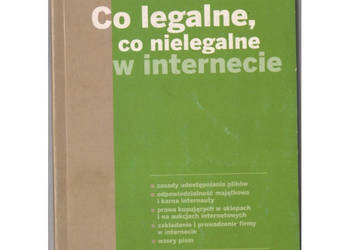 Co legalne,
co nielegalne
w internecie
zasady udostępniania plików
odpowiedzialność majątkowa
i karna internauty
prawa kupujących w sklepach
i na aukcjach internetowych
zakładanie i prowadzenie firmy
w internecie
wzory pism